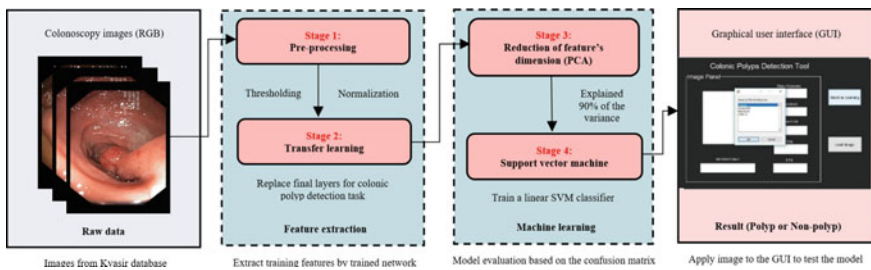 Colonoscopy images (RGB)
Raw data
Images from Kvasir database
Stage 1:
Pre-processing
Thresholding
Normalization
Stage 2:
Transfer learning
Replace final layers for colonic
polyp detection task
Feature extraction
Extract training features by trained network
Stage 3:
Reduction of feature's
dimension (PCA)
Explained
90% of the
variance
Stage 4:
Support vector machine
Train a linear SVM classifier
Machine learning
Model evaluation based on the confusion matrix
Graphical user interface (GUI)
Colonic Polyps Detection Tool
Image Panel
Load Image
Result (Polyp or Non-polyp)
Apply image to the GUI to test the model